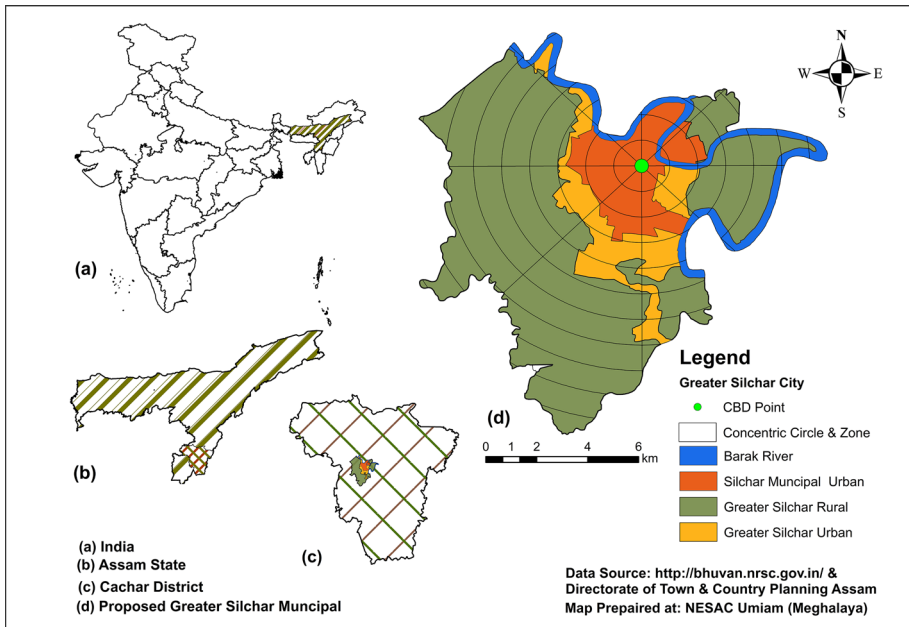 N
W
E
S
(a)
(b)
(c)
(d)
Legend
Greater Silchar City
CBD Point
Concentric Circle & Zone
Barak River
Silchar Muncipal Urban
Greater Silchar Rural
Greater Silchar Urban
0 1 2 4 6
km
(a) India
(b) Assam State
(c) Cachar District
(d) Proposed Greater Silchar Muncipal
Data Source: http://bhuvan.nrsc.gov.in/ &
Directorate of Town & Country Planning Assam
Map Prepaired at: NESAC Umiam (Meghalaya)